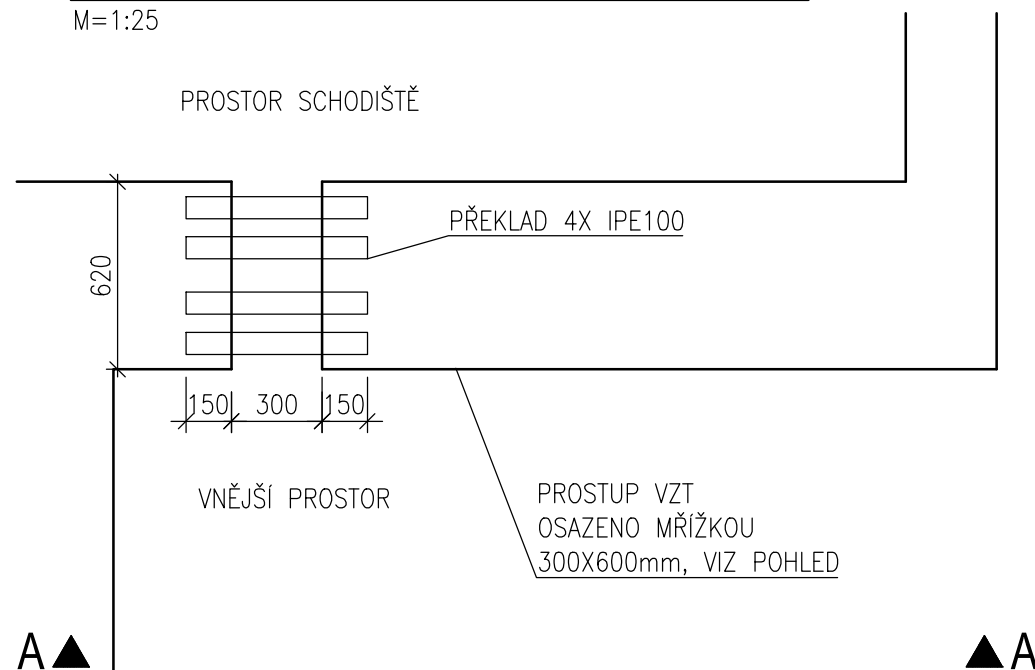 M=1:25
PROSTOR SCHODIŠTĚ
PŘEKLAD 4X IPE100
620
150 300 150
VNĚJŠÍ PROSTOR
PROSTUP VZT
OSAZENO MŘÍŽKOU
300X600mm, VIZ POHLED
A A